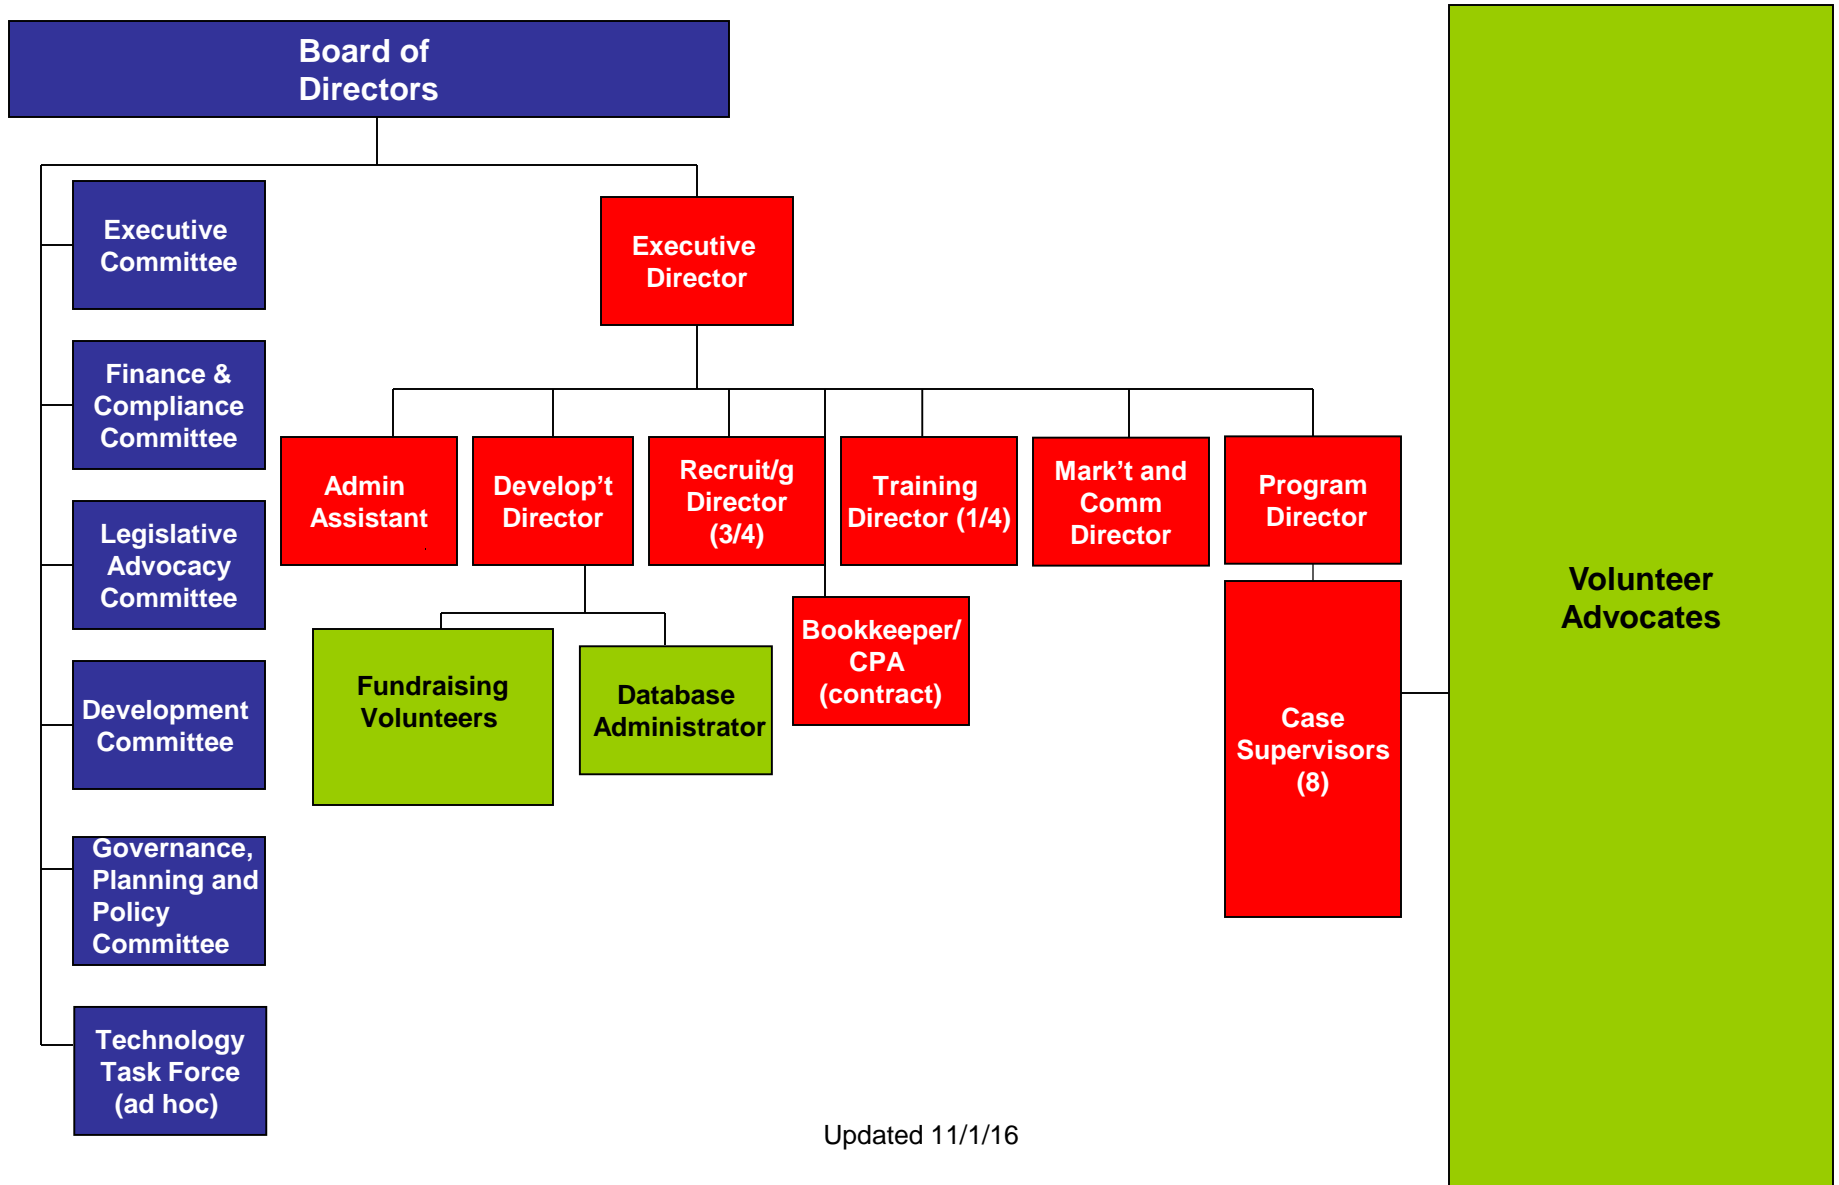 Board of
Directors
Executive
Committee
Finance &
Compliance
Committee
Legislative
Advocacy
Committee
Development
Committee
Governance,
Planning and
Policy
Committee
Technology
Task Force
(ad hoc)
Executive
Director
Admin
Assistant
Develop't
Director
Recruit/g
Director
(3/4)
Training
Director (1/4)
Mark’t and
Comm
Director
Program
Director
Fundraising
Volunteers
Database
Administrator
Bookkeeper/
CPA
(contract)
Case
Supervisors
(8)
Volunteer
Advocates
Updated 11/1/16